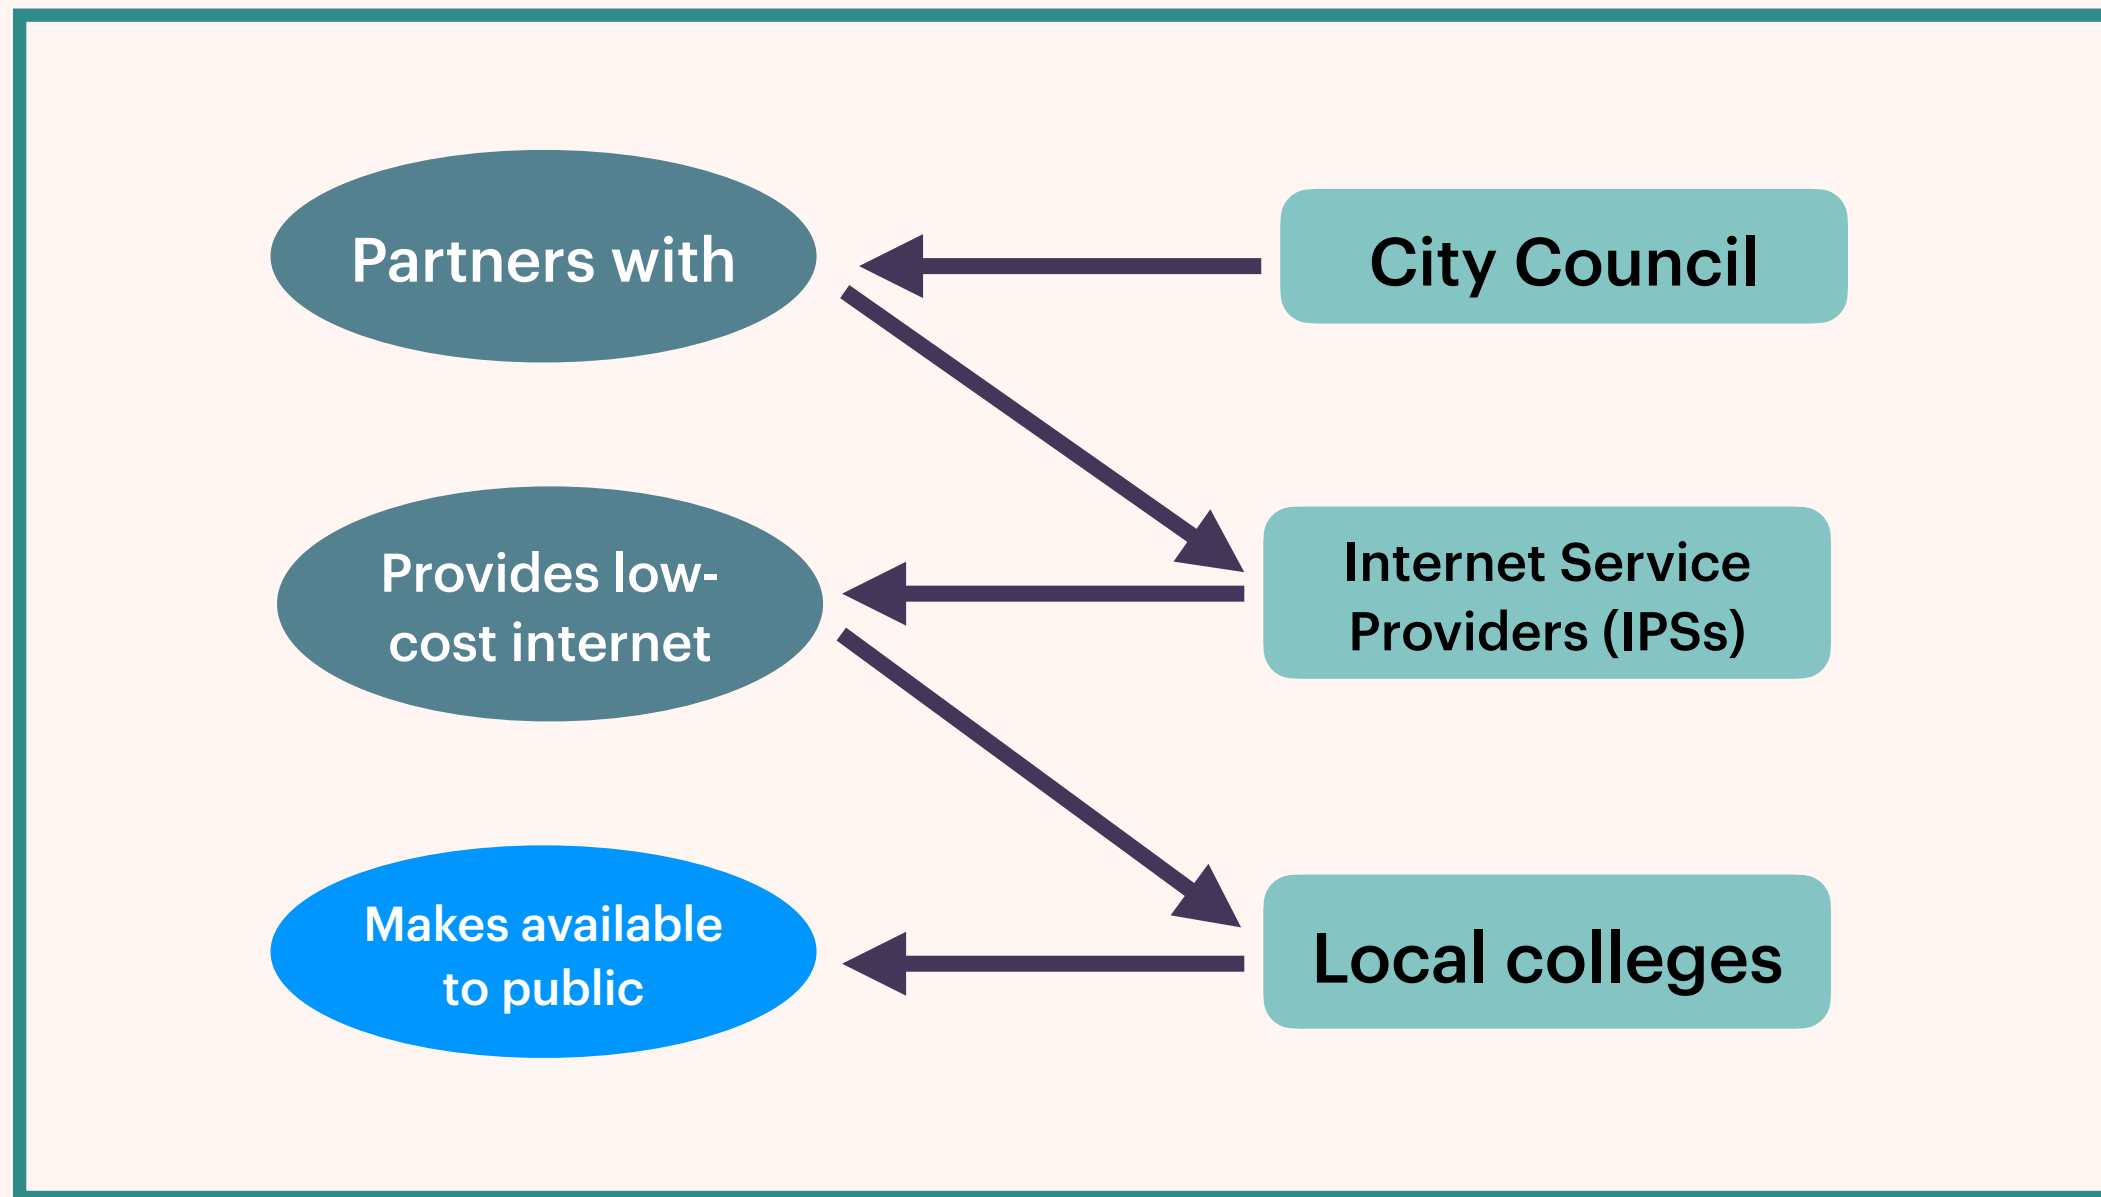 Partners with
City Council
Provides low-
cost internet
Internet Service
Providers (IPSs)
Makes available
to public
Local colleges